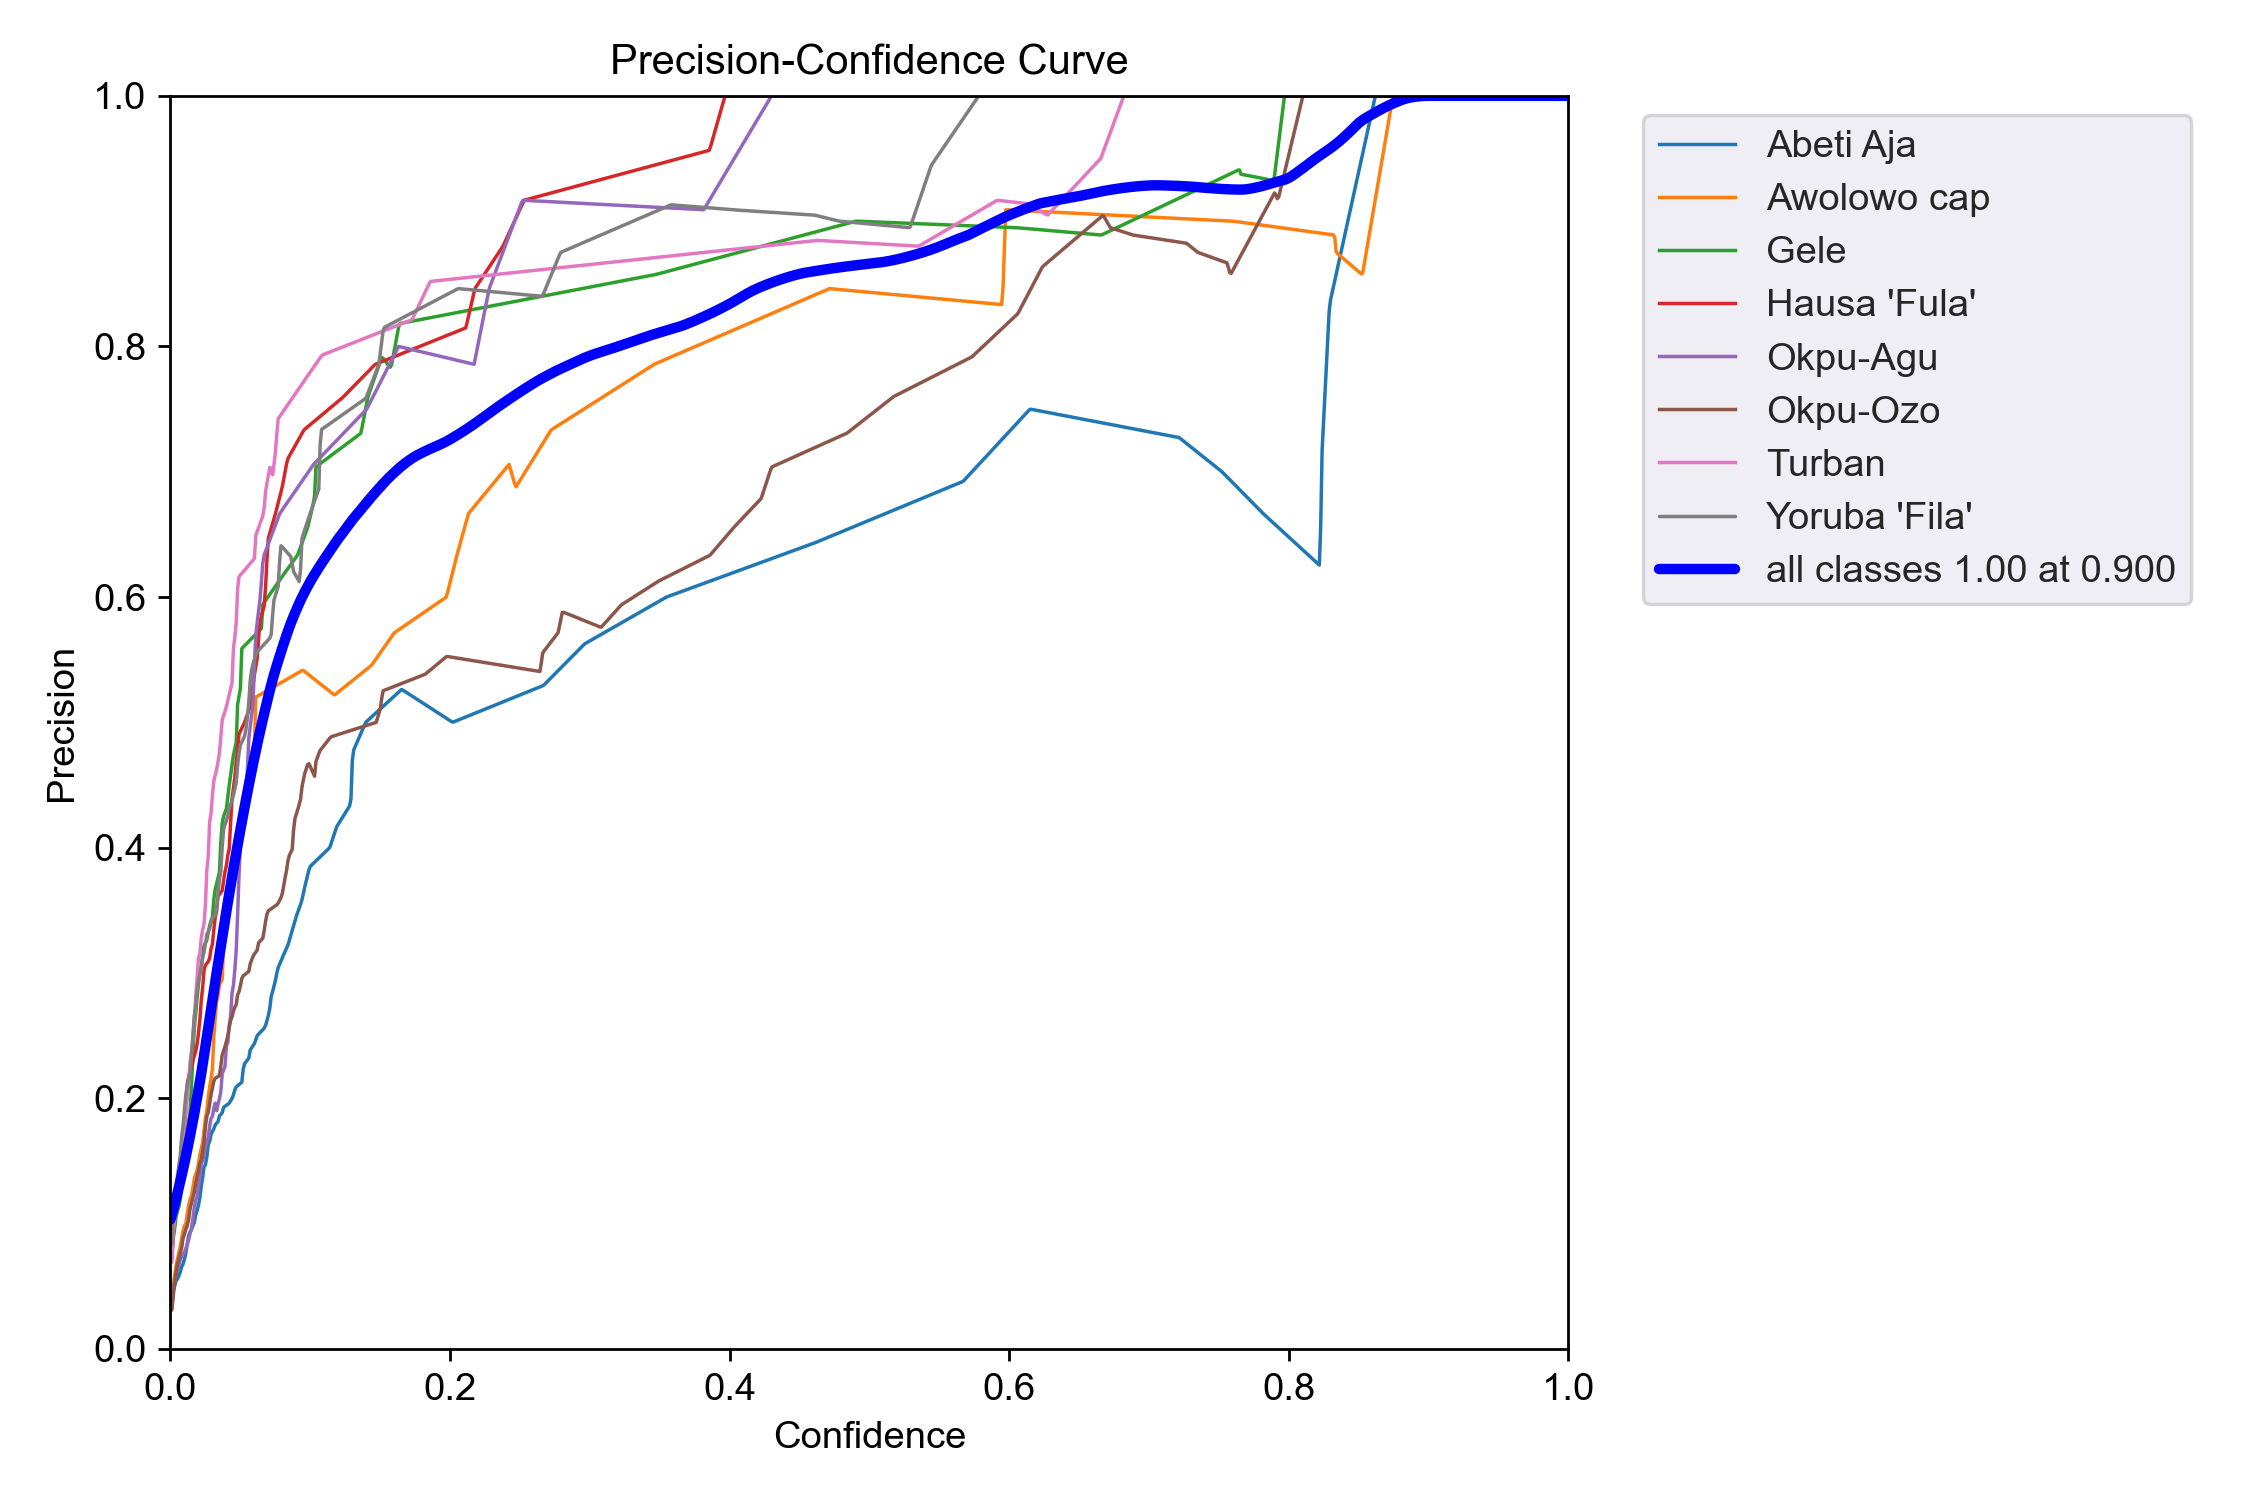 Precision-Confidence Curve
1.0
0.8
0.6
0.4
0.2
0.0
Precision
0.0 0.2 0.4 0.6 0.8 1.0
Confidence
Abeti Aja
Awolowo cap
Gele
Hausa 'Fula'
Okpu-Agu
Okpu-Ozo
Turban
Yoruba 'Fila'
all classes 1.00 at 0.900